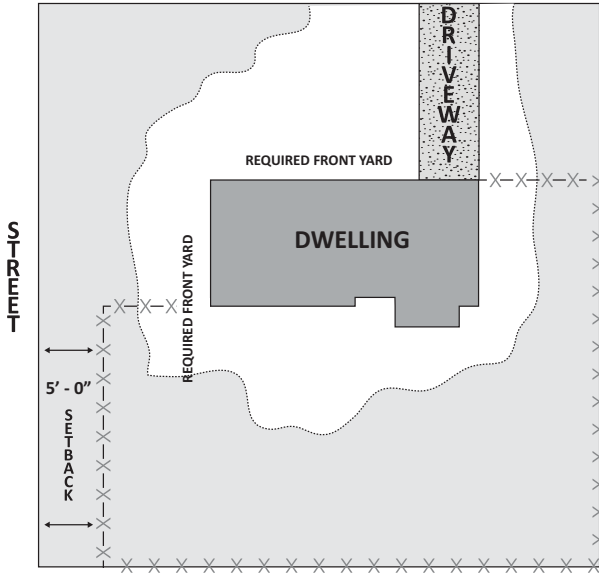 DRIVEWAY
REQUIRED FRONT YARD
DWELLING
STREET
REQUIRED FRONT YARD
5' - 0”
SETBACK